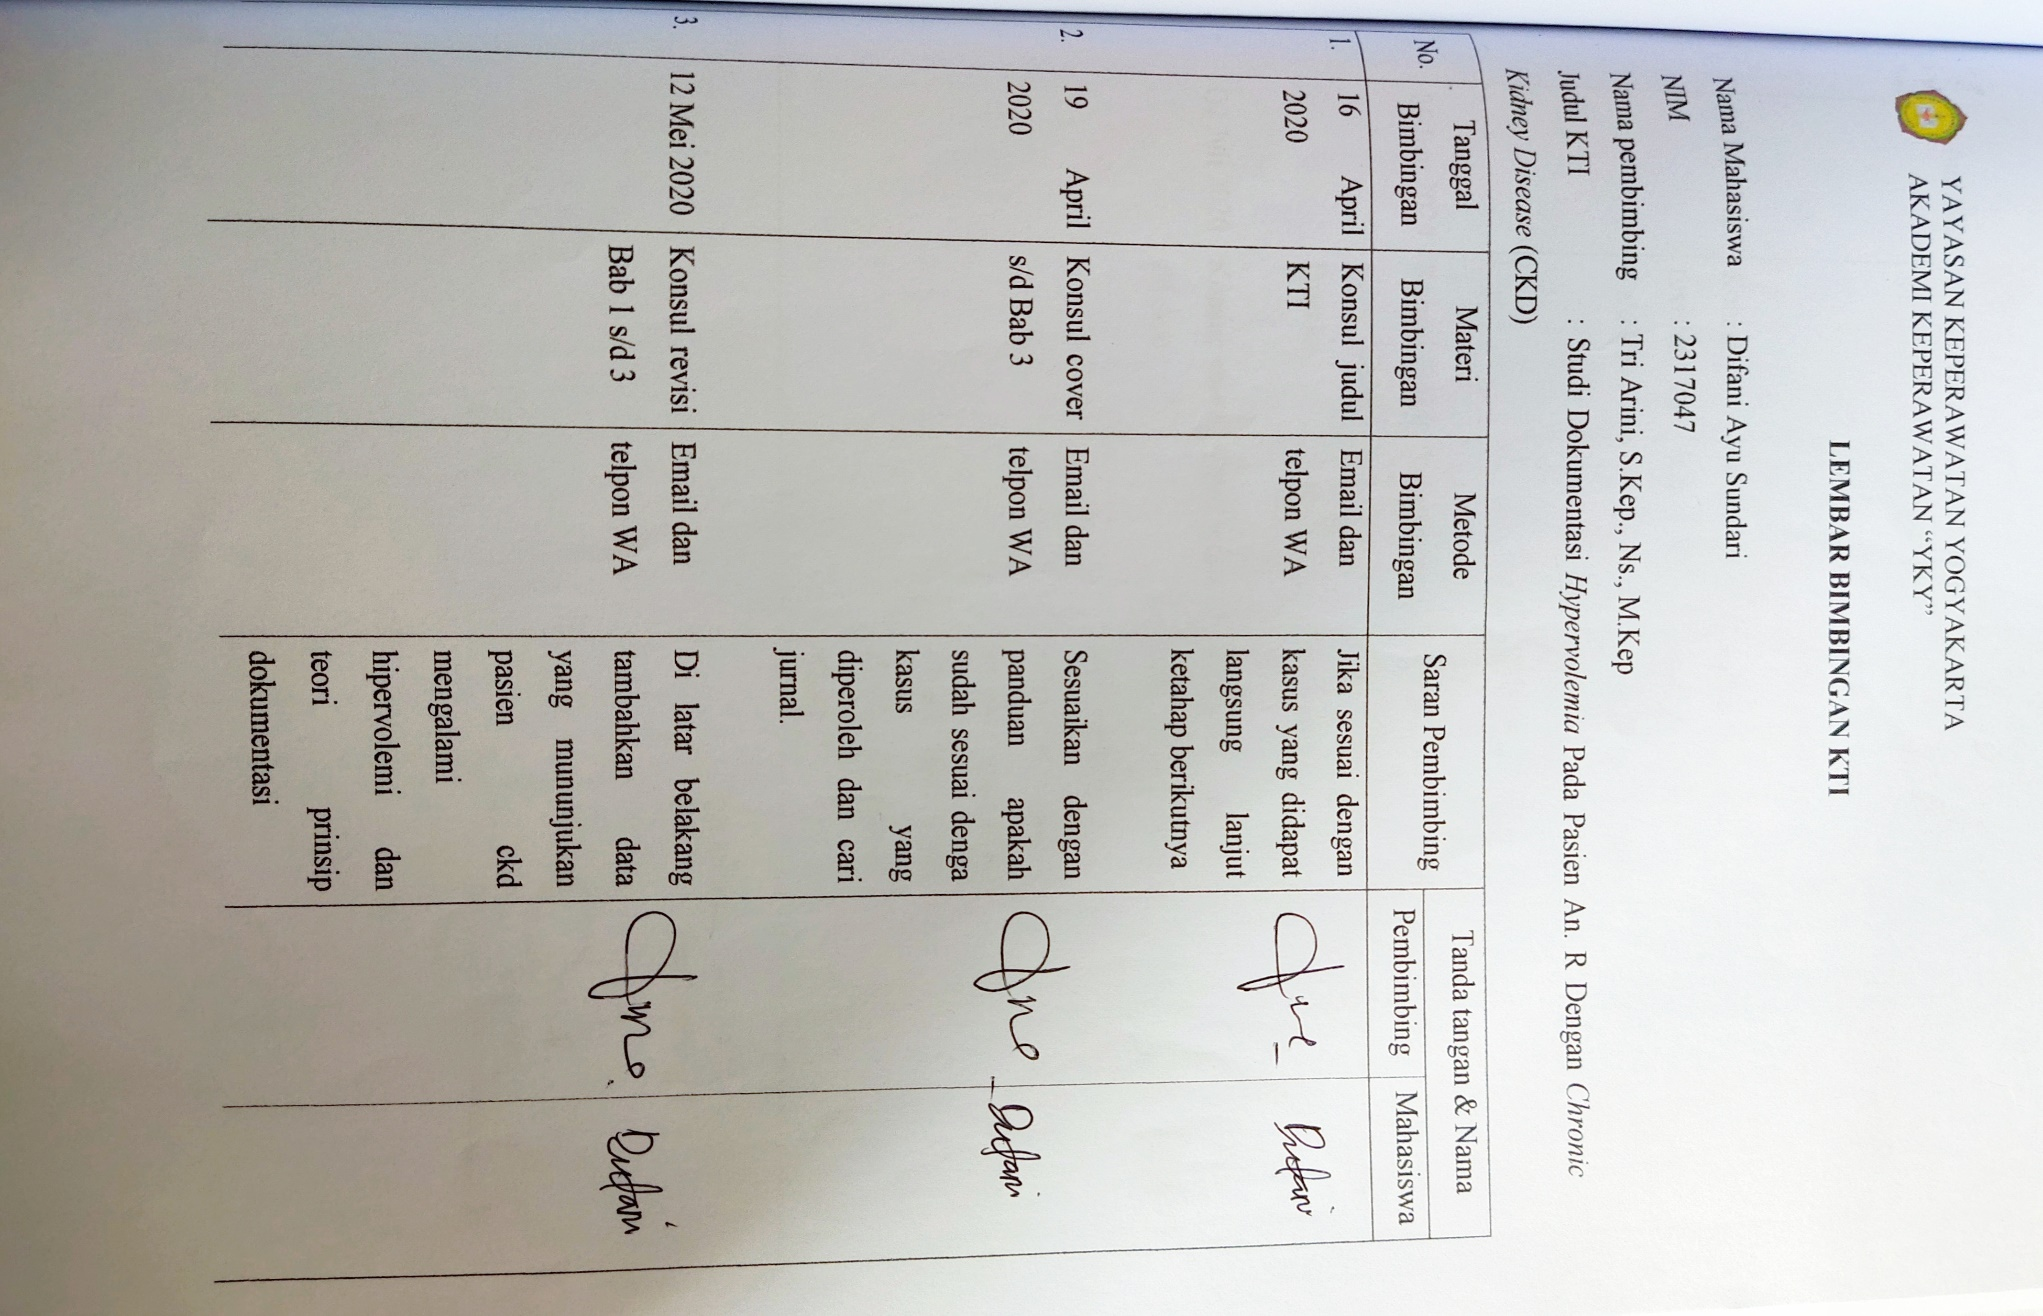 YAYASAN KEPERAWATAN YOGYAKARTA
AKADEMI KEPERAWATAN “YKY”
LEMBAR BIMBINGAN KTI
Nama Mahasiswa : Difani Ayu Sundari
NIM : 2317047
Nama pembimbing : Tri Arini, S.Kep., Ns., M.Kep
Judul KTI : Studi Dokumentasi Hypervolemia Pada Pasien An. R Dengan Chronic
Kidney Disease (CKD)
No. Tanggal Bimbingan Materi Bimbingan Metode Bimbingan Saran Pembimbing Tanda tangan & Nama
Pembimbing Mahasiswa
1. 16 April Konsul judul Email dan Jika sesuai dengan
2020 KTI telpon WA kasus yang didapat
langsung lanjut
ketahap berikutnya
2. 19 April Konsul cover Email dan Sesuaikan dengan
2020 s/d Bab 3 telpon WA panduan apakah
sudah sesuai denga
kasus yang
diperoleh dan cari
jurnal.
3. 12 Mei 2020 Konsul revisi Email dan Di latar belakang
Bab 1 s/d 3 telpon WA tambahkan data
yang mununjukan
pasien ckd
mengalami
hipervolemi dan
teori prinsip
dokumentasi